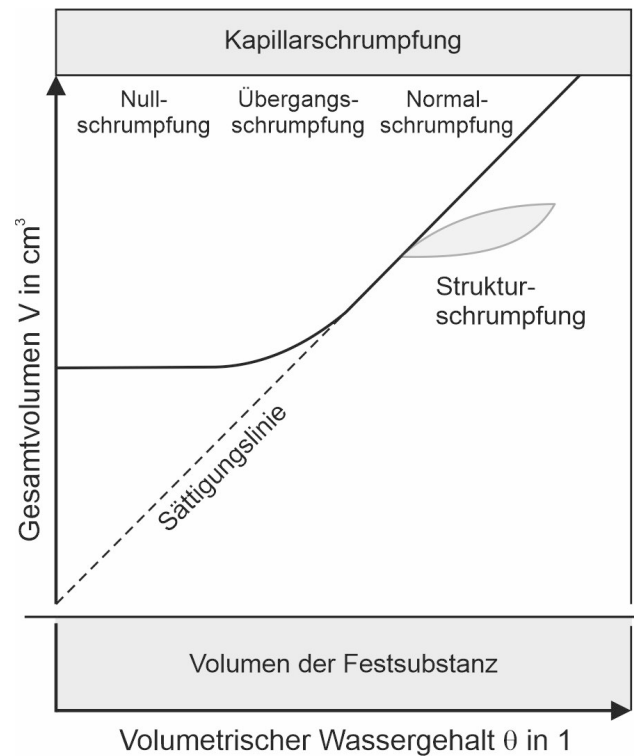 Kapillarschrumpfung
Null-
schrumpfung
Übergangs-
schrumpfung
Normal-
schrumpfung
Gesamtvolumen V in cm³
Struktur-
schrumpfung
Sättigungslinie
Volumen der Festsubstanz
Volumetrischer Wassergehalt θ in 1